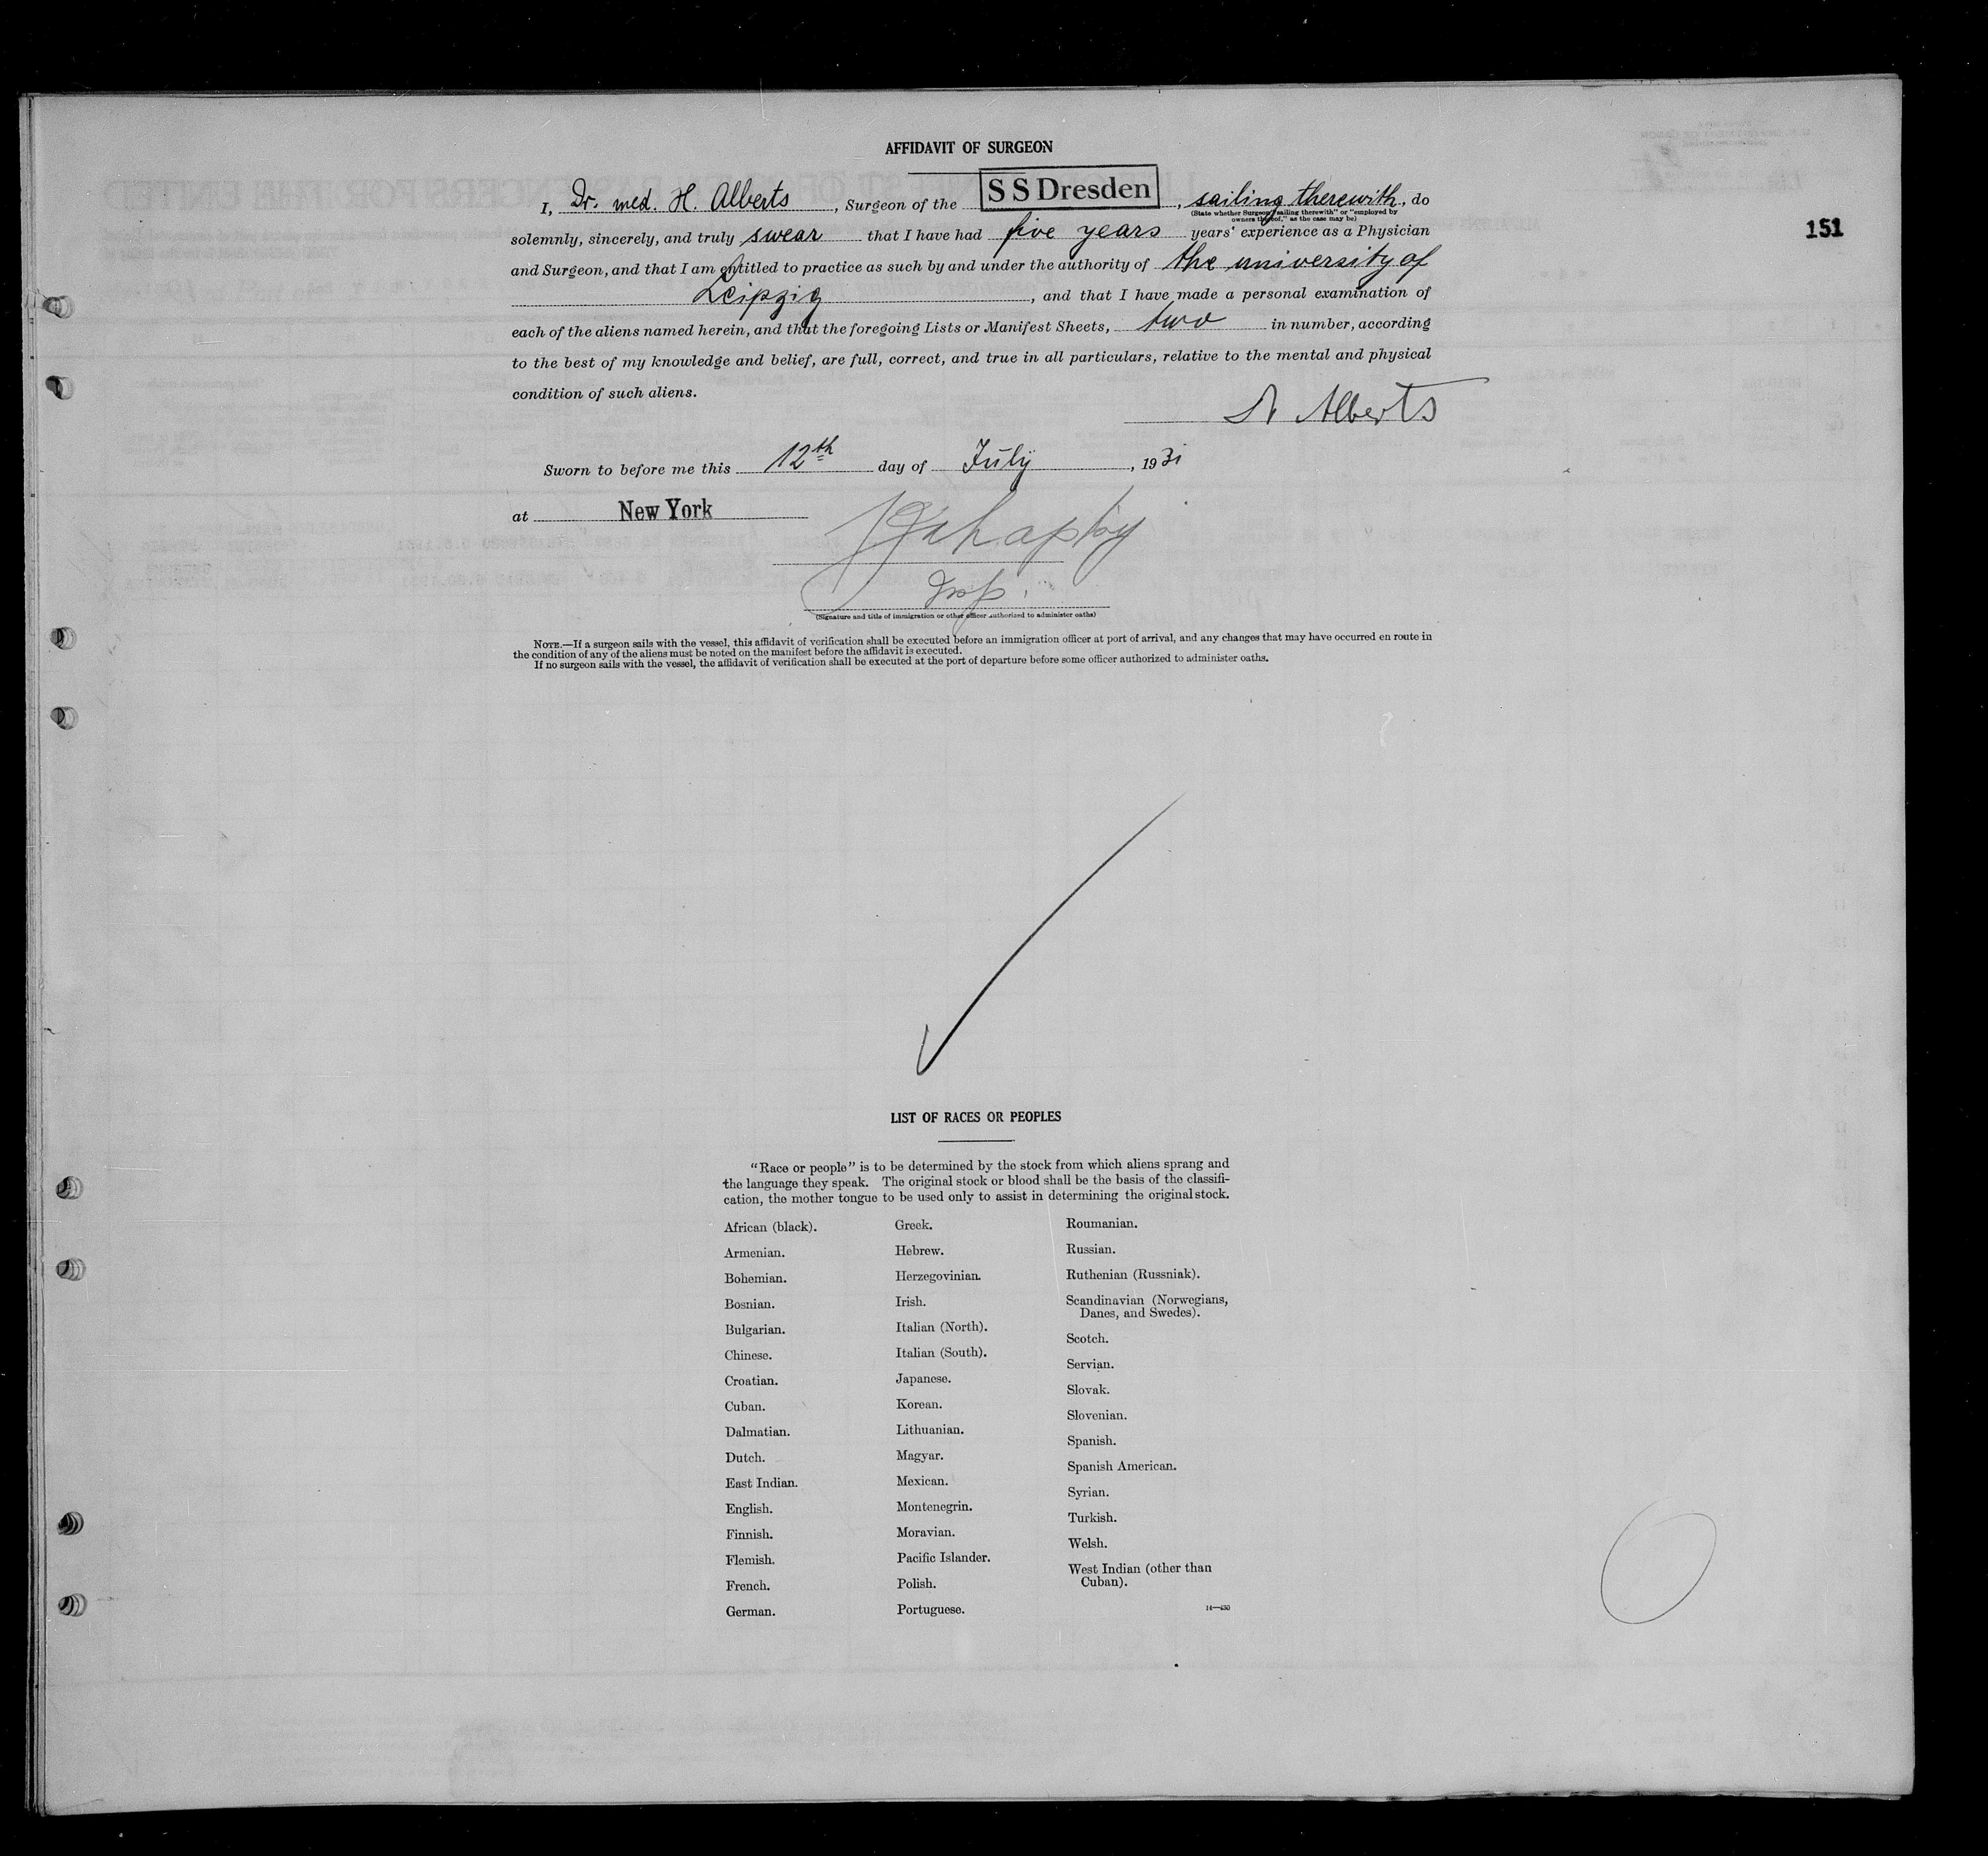 AFFIDAVIT OF SURGEON
I, Dr. med. H. Alberts, Surgeon of the SS Dresden, sailing therewith, do
(State whether Surgeon "sailing therewith" or "employed by
owners thereof," as the case may be)
151
solemnly, sincerely, and truly swear that I have had five years years' experience as a Physician
and Surgeon, and that I am entitled to practice as such by and under the authority of the university of
Leipzig, and that I have made a personal examination of
each of the aliens named herein, and that the foregoing Lists or Manifest Sheets, two in number, according
to the best of my knowledge and belief, are full, correct, and true in all particulars, relative to the mental and physical
condition of such aliens.
H Alberts
Sworn to before me this 12th day of July, 1931
at New York
Insp.
(Signature and title of immigration or other officer authorized to administer oaths)
NOTE.—If a surgeon sails with the vessel, this affidavit of verification shall be executed before an immigration officer at port of arrival, and any changes that may have occurred en route in
the condition of any of the aliens must be noted on the manifest before the affidavit is executed.
If no surgeon sails with the vessel, the affidavit of verification shall be executed at the port of departure before some officer authorized to administer oaths.
LIST OF RACES OR PEOPLES
"Race or people" is to be determined by the stock from which aliens sprang and
the language they speak. The original stock or blood shall be the basis of the classifi-
cation, the mother tongue to be used only to assist in determining the original stock.
African (black).
Armenian.
Bohemian.
Bosnian.
Bulgarian.
Chinese.
Croatian.
Cuban.
Dalmatian.
Dutch.
East Indian.
English.
Finnish.
Flemish.
French.
German.
Greek.
Hebrew.
Herzegovinian.
Irish.
Italian (North).
Italian (South).
Japanese.
Korean.
Lithuanian.
Magyar.
Mexican.
Montenegrin.
Moravian.
Pacific Islander.
Polish.
Portuguese.
Roumanian.
Russian.
Ruthenian (Russniak).
Scandinavian (Norwegians,
Danes, and Swedes).
Scotch.
Servian.
Slovak.
Slovenian.
Spanish.
Spanish American.
Syrian.
Turkish.
Welsh.
West Indian (other than
Cuban).
14—430